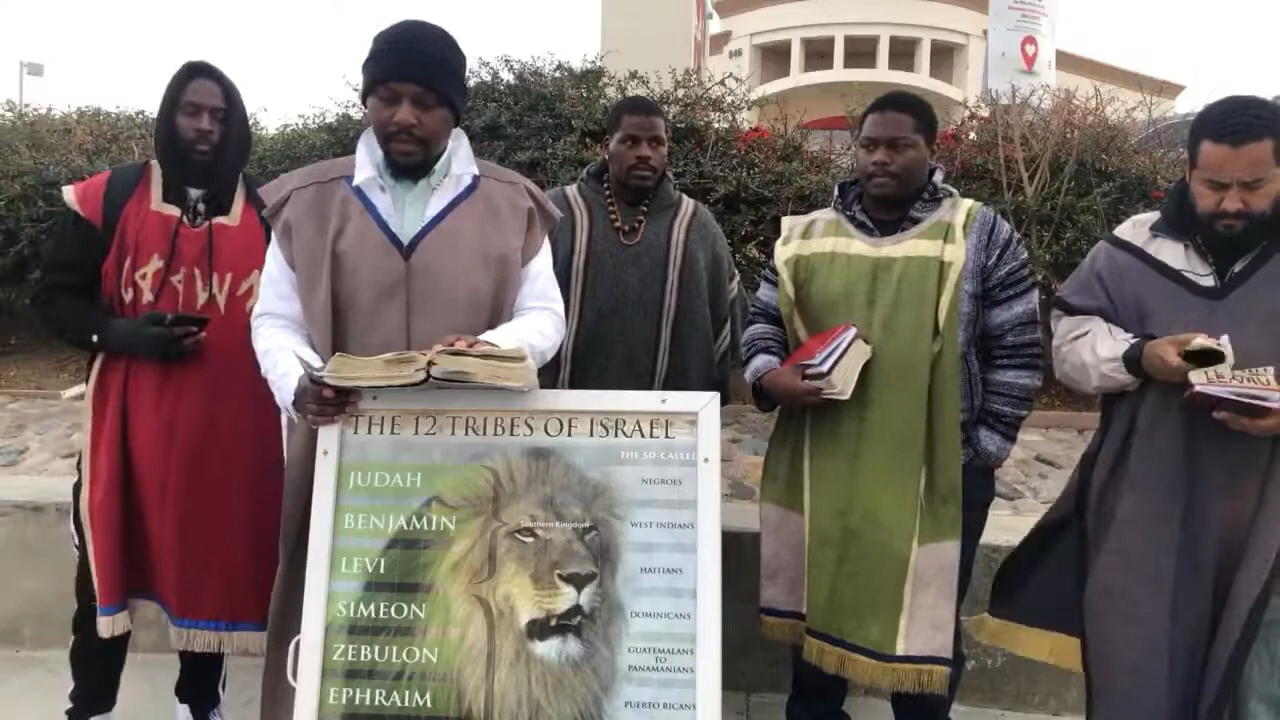 THE 12 TRIBES OF ISRAEL
THE SO-CALLED
JUDAH
NEGROES
BENJAMIN
Southern Kingdom
WEST INDIANS
LEVI
HAITIANS
SIMEON
DOMINICANS
ZEBULON
GUATEMALANS
TO
PANAMANIANS
EPHRAIM
PUERTO RICANS
846